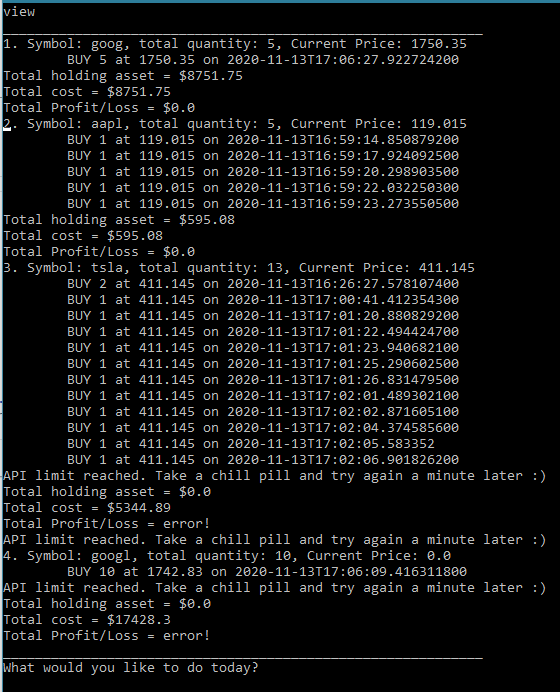 view
____________________________________________________________
1. Symbol: goog, total quantity: 5, Current Price: 1750.35
BUY 5 at 1750.35 on 2020-11-13T17:06:27.922724200
Total holding asset = $8751.75
Total cost = $8751.75
Total Profit/Loss = $0.0
2. Symbol: aapl, total quantity: 5, Current Price: 119.015
BUY 1 at 119.015 on 2020-11-13T16:59:14.850879200
BUY 1 at 119.015 on 2020-11-13T16:59:17.924092500
BUY 1 at 119.015 on 2020-11-13T16:59:20.298903500
BUY 1 at 119.015 on 2020-11-13T16:59:22.032250300
BUY 1 at 119.015 on 2020-11-13T16:59:23.273550500
Total holding asset = $595.08
Total cost = $595.08
Total Profit/Loss = $0.0
3. Symbol: tsla, total quantity: 13, Current Price: 411.145
BUY 2 at 411.145 on 2020-11-13T16:26:27.578107400
BUY 1 at 411.145 on 2020-11-13T17:00:41.412354300
BUY 1 at 411.145 on 2020-11-13T17:01:20.880829200
BUY 1 at 411.145 on 2020-11-13T17:01:22.494424700
BUY 1 at 411.145 on 2020-11-13T17:01:23.940682100
BUY 1 at 411.145 on 2020-11-13T17:01:25.290602500
BUY 1 at 411.145 on 2020-11-13T17:01:26.831479500
BUY 1 at 411.145 on 2020-11-13T17:02:01.489302100
BUY 1 at 411.145 on 2020-11-13T17:02:02.871605100
BUY 1 at 411.145 on 2020-11-13T17:02:04.374585600
BUY 1 at 411.145 on 2020-11-13T17:02:05.583352
BUY 1 at 411.145 on 2020-11-13T17:02:06.901826200
API limit reached. Take a chill pill and try again a minute later :)
Total holding asset = $0.0
Total cost = $5344.89
Total Profit/Loss = error!
API limit reached. Take a chill pill and try again a minute later :)
4. Symbol: googl, total quantity: 10, Current Price: 0.0
BUY 10 at 1742.83 on 2020-11-13T17:06:09.416311800
API limit reached. Take a chill pill and try again a minute later :)
Total holding asset = $0.0
Total cost = $17428.3
Total Profit/Loss = error!
____________________________________________________________
What would you like to do today?